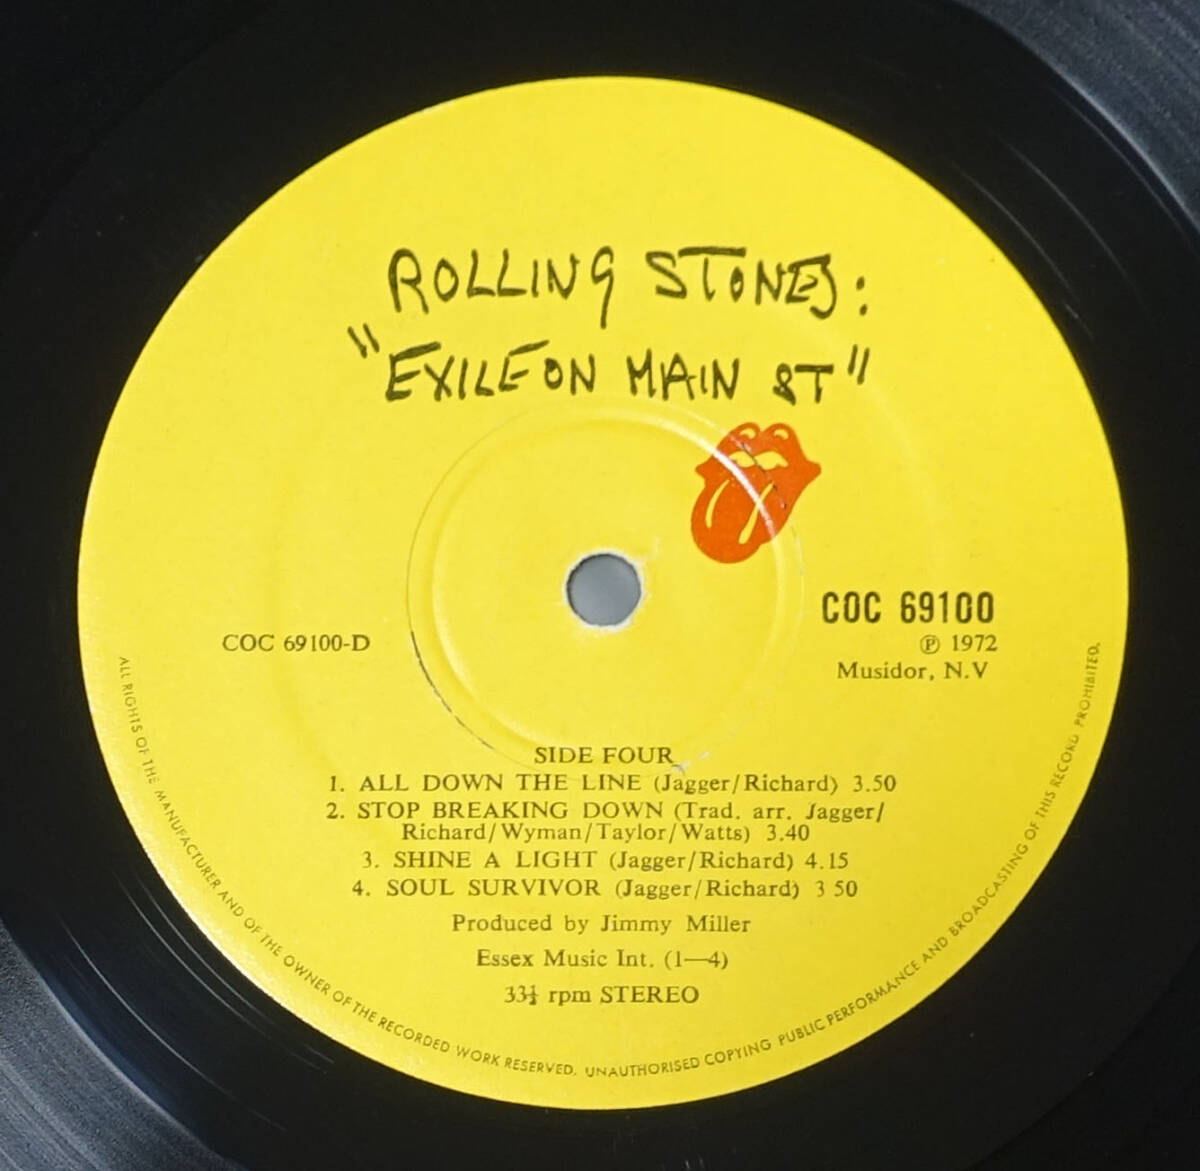 ROLLING STONES:
"EXILE ON MAIN ST"
COC 69100
COC 69100-D
℗ 1972
Musidor, N.V
SIDE FOUR
1. ALL DOWN THE LINE (Jagger/Richard) 3.50
2. STOP BREAKING DOWN (Trad. arr. Jagger/
Richard/Wyman/Taylor/Watts) 3.40
3. SHINE A LIGHT (Jagger/Richard) 4.15
4. SOUL SURVIVOR (Jagger/Richard) 3 50
Produced by Jimmy Miller
Essex Music Int. (1—4)
33⅓ rpm STEREO
ALL RIGHTS OF THE MANUFACTURER AND OF THE OWNER OF THE RECORDED WORK RESERVED. UNAUTHORISED COPYING PUBLIC PERFORMANCE AND BROADCASTING OF THIS RECORD PROHIBITED.